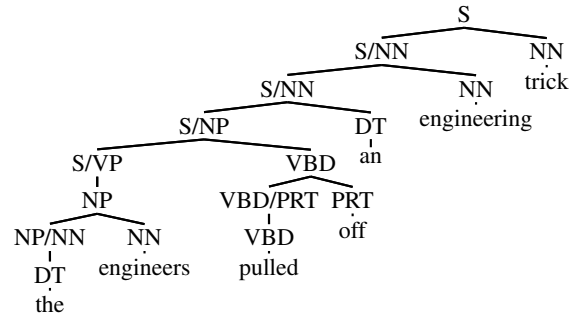 S
S/NN NN
trick
S/NN NN
engineering
S/NP DT
an
S/VP VBD
NP VBD/PRT PRT
off
NP/NN NN VBD
engineers pulled
DT
the